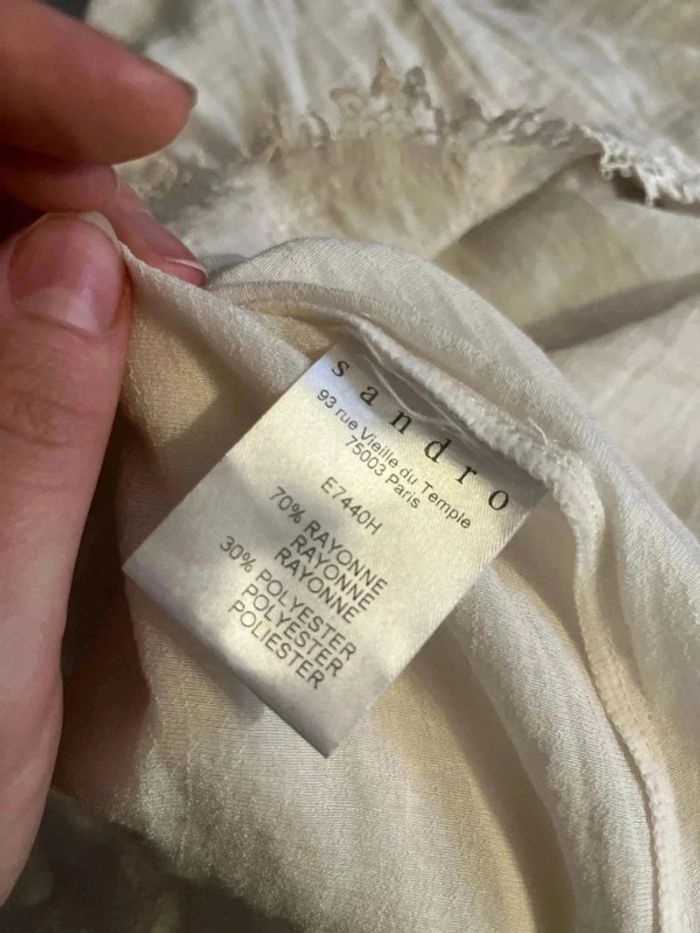 sandro
93 rue Vieille du Temple
75003 Paris
E7440H
70% RAYONNE
RAYONNE
RAYONNE
30% POLYESTER
POLYESTER
POLIESTER